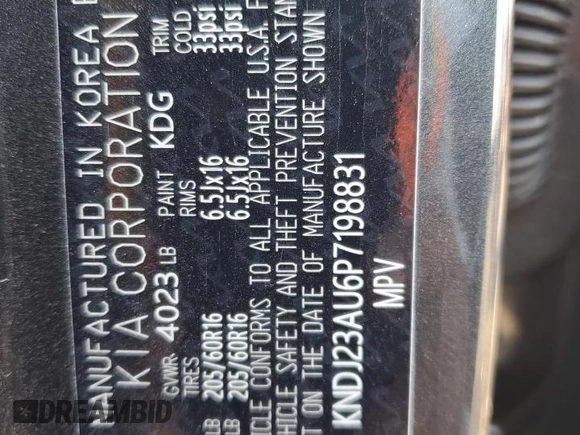 MANUFACTURED IN KOREA
KIA CORPORATION
GVWR 4023 LB PAINT KDG TRIM
TIRES RIMS COLD
LB 205/60R16 6.5Jx16 33psi
LB 205/60R16 6.5Jx16 33psi
CONFORMS TO ALL APPLICABLE U.S.A.
SAFETY AND THEFT PREVENTION
ON THE DATE OF MANUFACTURE SHOWN
KNDJ23AU6P7198831
MPV
DREAMBID